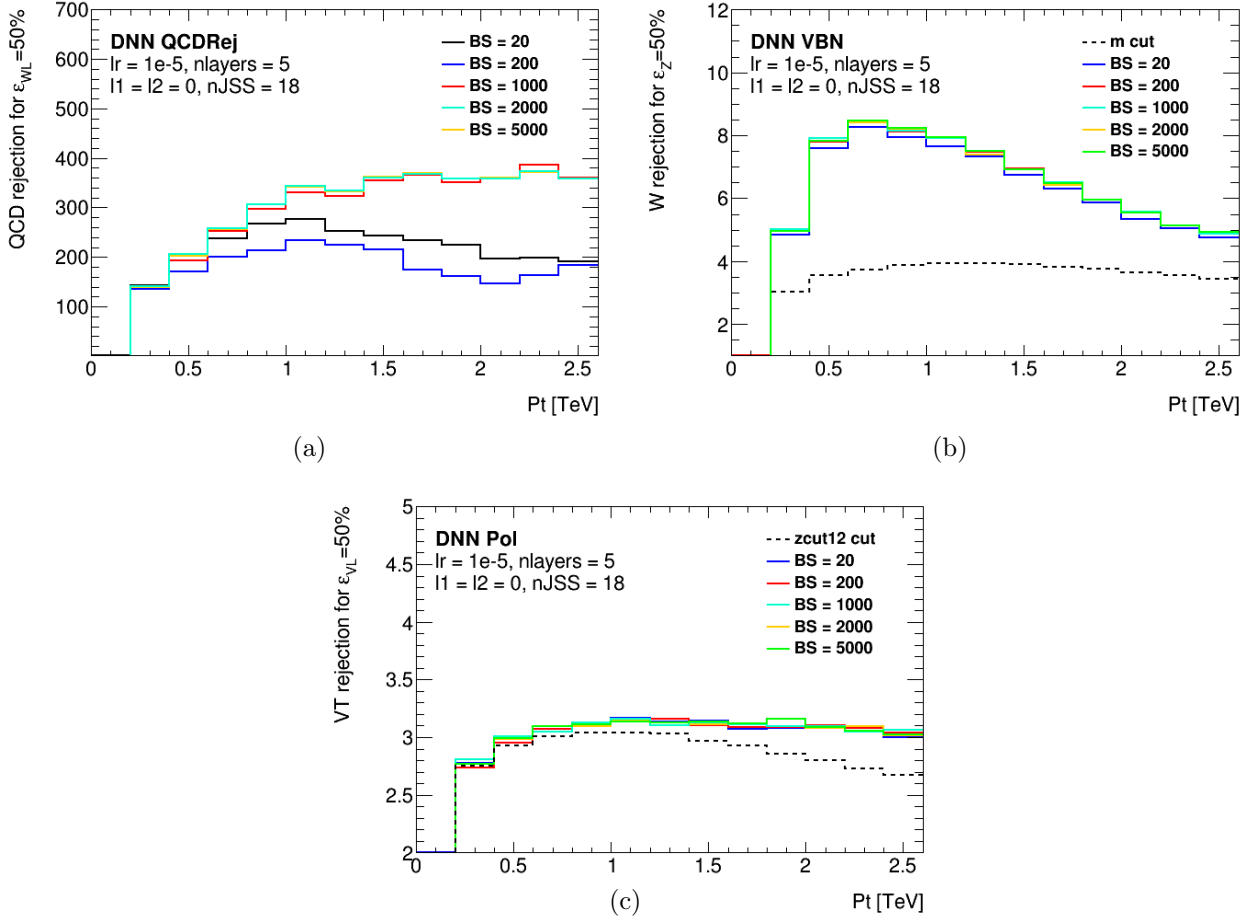 QCD rejection for ε_WL=50%
700
600
500
400
300
200
100
DNN QCDRej
lr = 1e-5, nlayers = 5
l1 = l2 = 0, nJSS = 18
BS = 20
BS = 200
BS = 1000
BS = 2000
BS = 5000
0 0.5 1 1.5 2 2.5
Pt [TeV]
(a)
W rejection for ε_Z=50%
12
10
8
6
4
2
DNN VBN
lr = 1e-5, nlayers = 5
l1 = l2 = 0, nJSS = 18
m cut
BS = 20
BS = 200
BS = 1000
BS = 2000
BS = 5000
0 0.5 1 1.5 2 2.5
Pt [TeV]
(b)
VT rejection for ε_VL=50%
5
4.5
4
3.5
3
2.5
2
DNN Pol
lr = 1e-5, nlayers = 5
l1 = l2 = 0, nJSS = 18
zcut12 cut
BS = 20
BS = 200
BS = 1000
BS = 2000
BS = 5000
0 0.5 1 1.5 2 2.5
Pt [TeV]
(c)